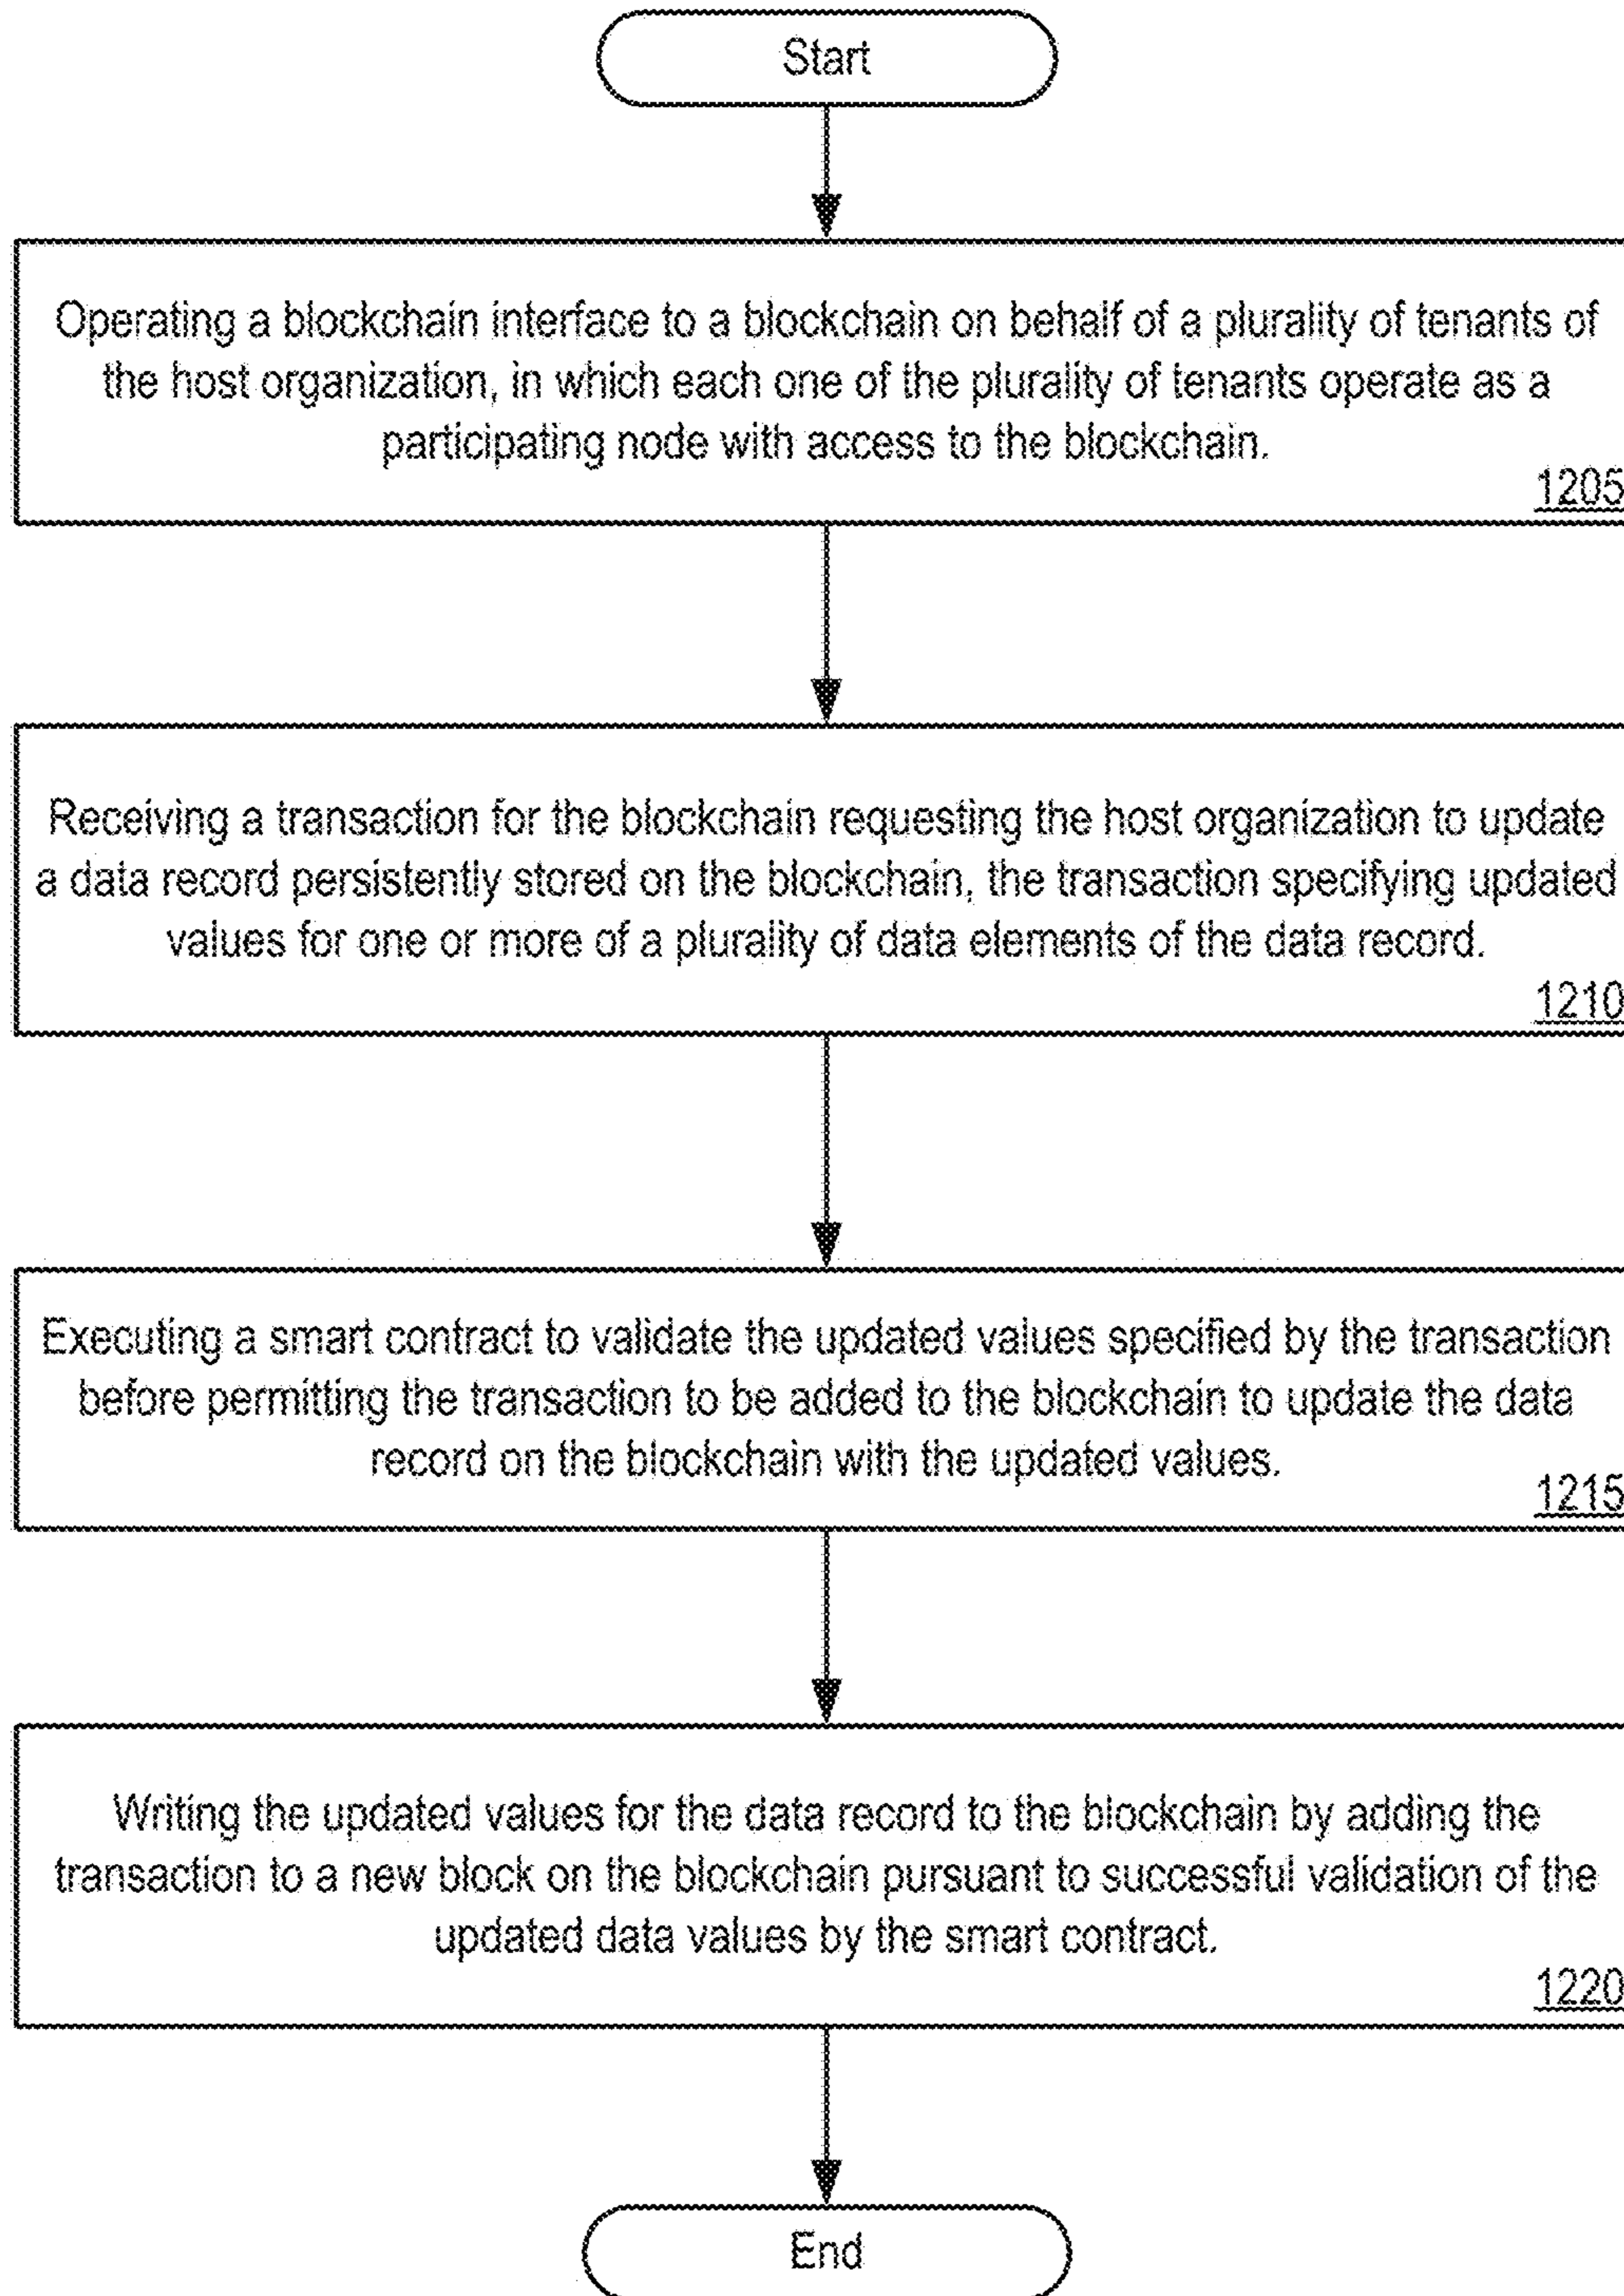 Start
Operating a blockchain interface to a blockchain on behalf of a plurality of tenants of
the host organization, in which each one of the plurality of tenants operate as a
participating node with access to the blockchain.
1205
Receiving a transaction for the blockchain requesting the host organization to update
a data record persistently stored on the blockchain, the transaction specifying updated
values for one or more of a plurality of data elements of the data record.
1210
Executing a smart contract to validate the updated values specified by the transaction
before permitting the transaction to be added to the blockchain to update the data
record on the blockchain with the updated values.
1215
Writing the updated values for the data record to the blockchain by adding the
transaction to a new block on the blockchain pursuant to successful validation of the
updated data values by the smart contract.
1220
End